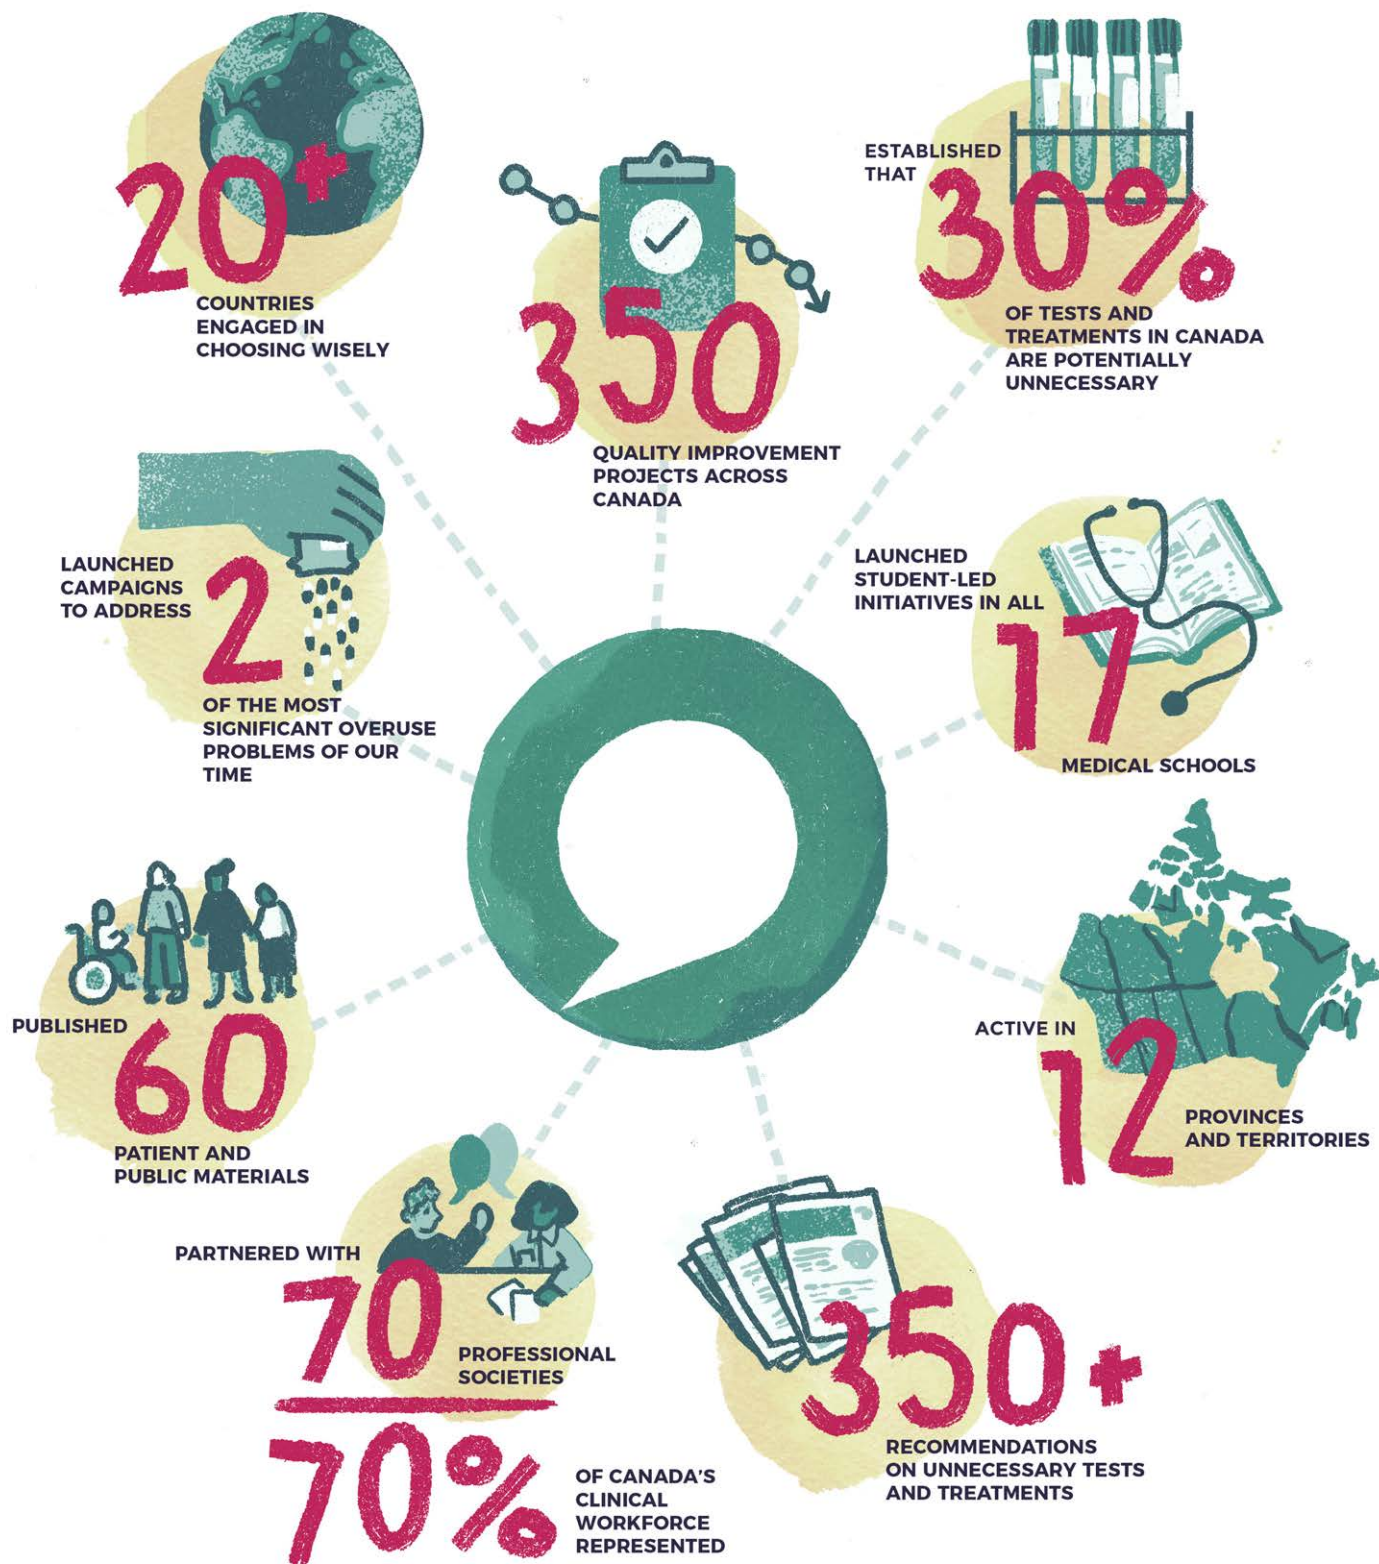 20+
COUNTRIES
ENGAGED IN
CHOOSING WISELY
350
QUALITY IMPROVEMENT
PROJECTS ACROSS
CANADA
ESTABLISHED
THAT
30%
OF TESTS AND
TREATMENTS IN CANADA
ARE POTENTIALLY
UNNECESSARY
LAUNCHED
CAMPAIGNS
TO ADDRESS
2
OF THE MOST
SIGNIFICANT OVERUSE
PROBLEMS OF OUR
TIME
LAUNCHED
STUDENT-LED
INITIATIVES IN ALL
17
MEDICAL SCHOOLS
PUBLISHED
60
PATIENT AND
PUBLIC MATERIALS
ACTIVE IN
12
PROVINCES
AND TERRITORIES
PARTNERED WITH
70
PROFESSIONAL
SOCIETIES
70%
OF CANADA'S
CLINICAL
WORKFORCE
REPRESENTED
350+
RECOMMENDATIONS
ON UNNECESSARY TESTS
AND TREATMENTS